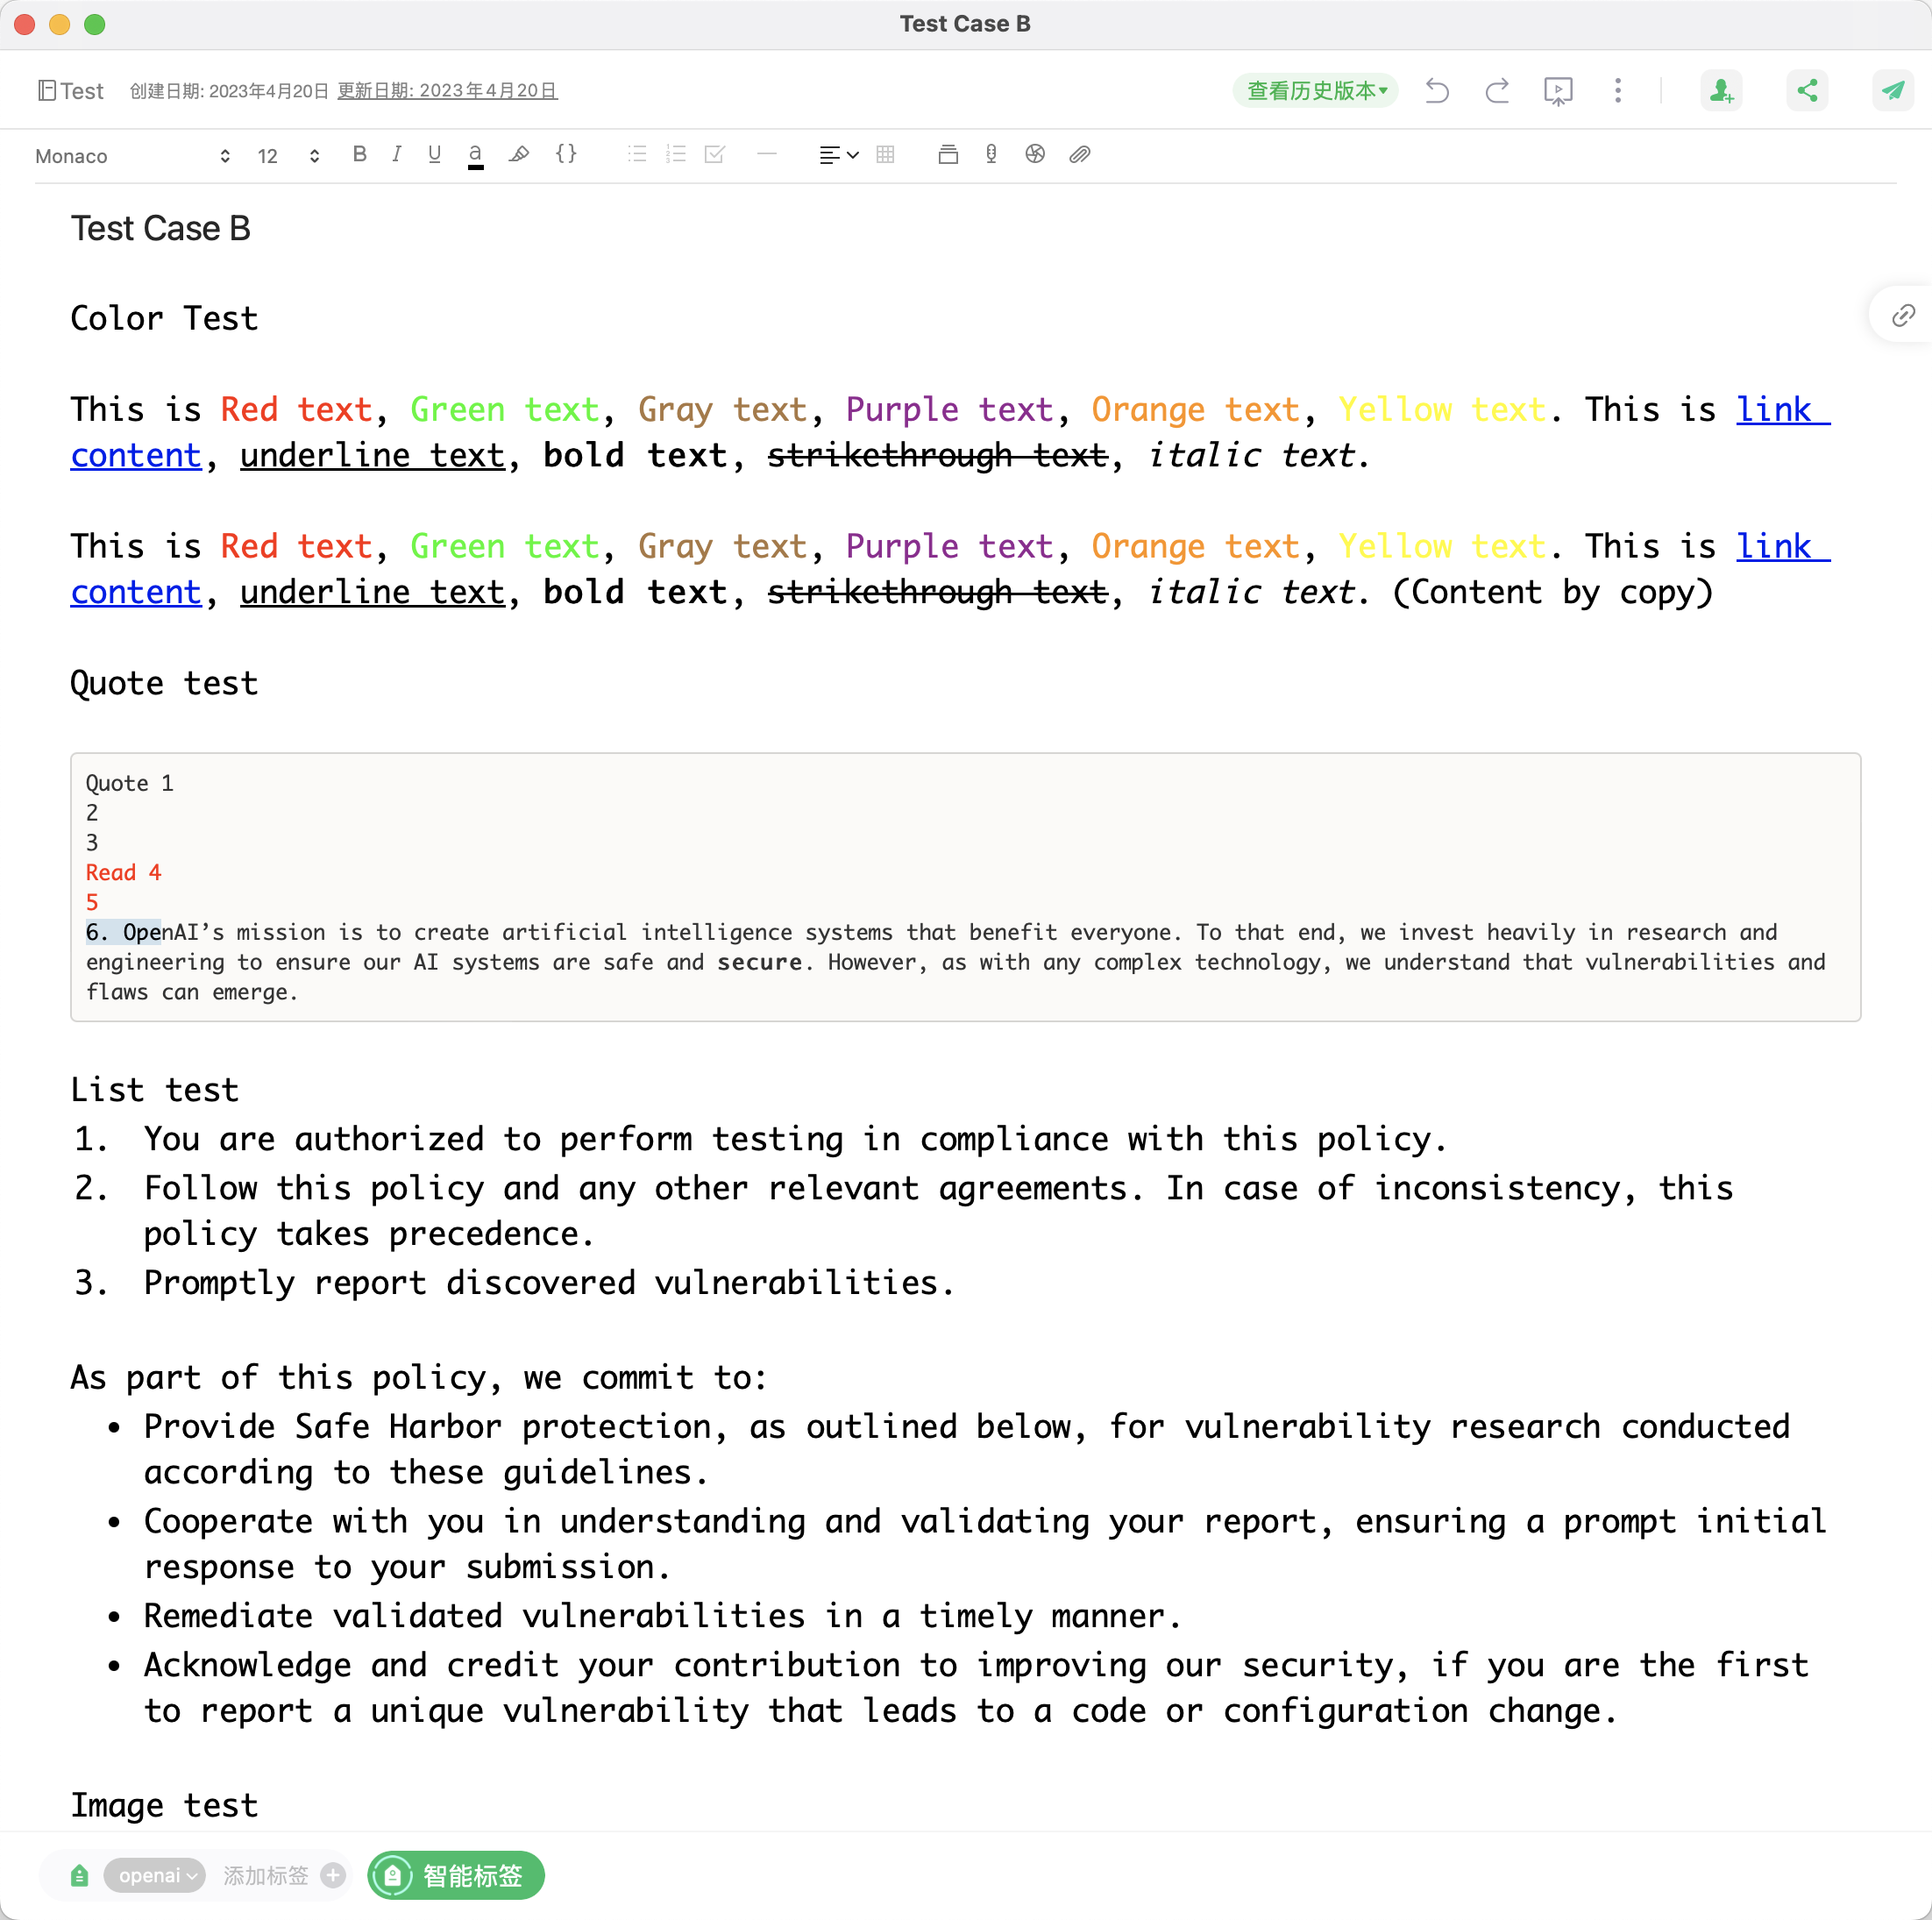 Test Case B
Test 创建日期: 2023年4月20日 更新日期: 2023年4月20日 查看历史版本▾
Monaco 12 B I U a {}
Test Case B
Color Test
This is Red text, Green text, Gray text, Purple text, Orange text, Yellow text. This is link
content, underline text, bold text, strikethrough text, italic text.
This is Red text, Green text, Gray text, Purple text, Orange text, Yellow text. This is link
content, underline text, bold text, strikethrough text, italic text. (Content by copy)
Quote test
Quote 1
2
3
Read 4
5
6. OpenAI’s mission is to create artificial intelligence systems that benefit everyone. To that end, we invest heavily in research and
engineering to ensure our AI systems are safe and secure. However, as with any complex technology, we understand that vulnerabilities and
flaws can emerge.
List test
1. You are authorized to perform testing in compliance with this policy.
2. Follow this policy and any other relevant agreements. In case of inconsistency, this
policy takes precedence.
3. Promptly report discovered vulnerabilities.
As part of this policy, we commit to:
• Provide Safe Harbor protection, as outlined below, for vulnerability research conducted
according to these guidelines.
• Cooperate with you in understanding and validating your report, ensuring a prompt initial
response to your submission.
• Remediate validated vulnerabilities in a timely manner.
• Acknowledge and credit your contribution to improving our security, if you are the first
to report a unique vulnerability that leads to a code or configuration change.
Image test
openai 添加标签 智能标签